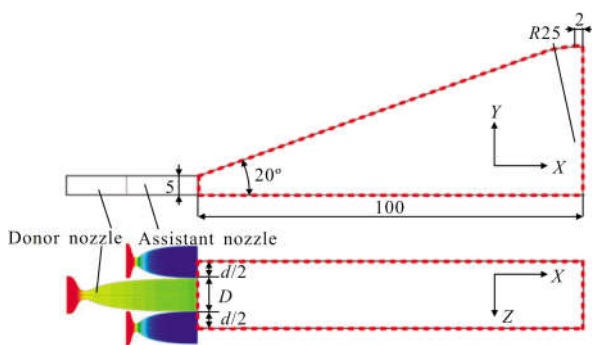 2
R25
Y
X
20°
5
100
Donor nozzle
Assistant nozzle
d/2
D
d/2
X
Z